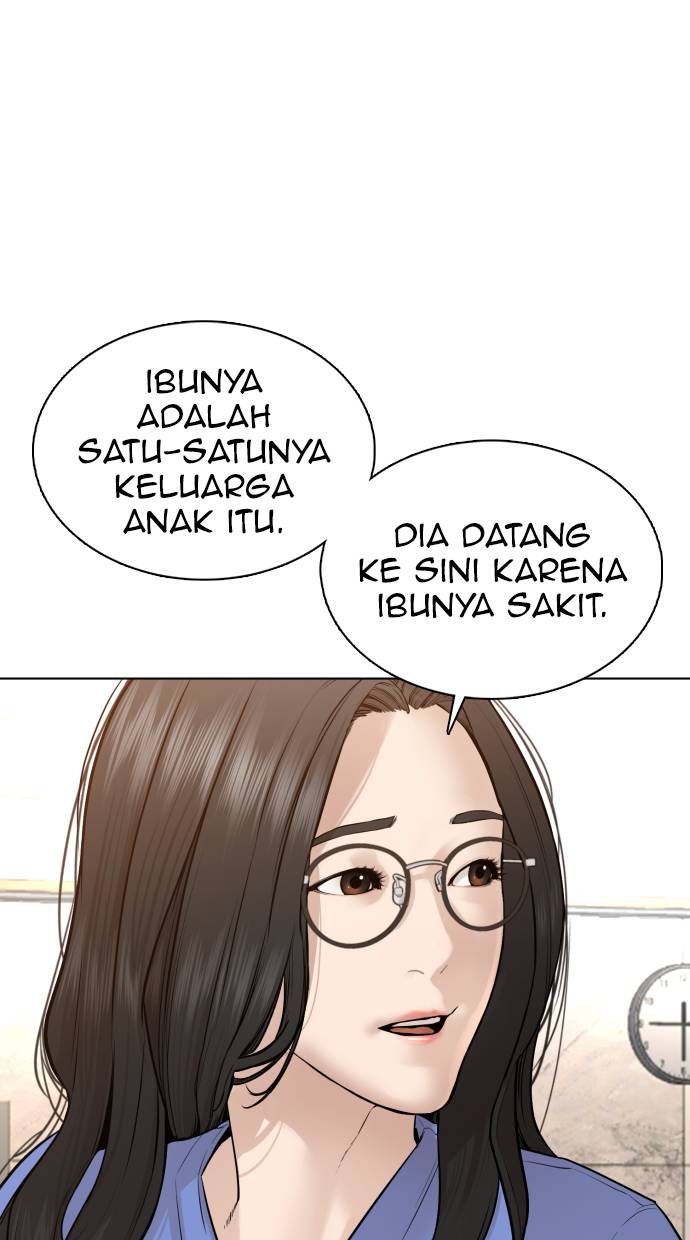 IBUNYA
ADALAH
SATU-SATUNYA
KELUARGA
ANAK ITU.
DIA DATANG
KE SINI KARENA
IBUNYA SAKIT.